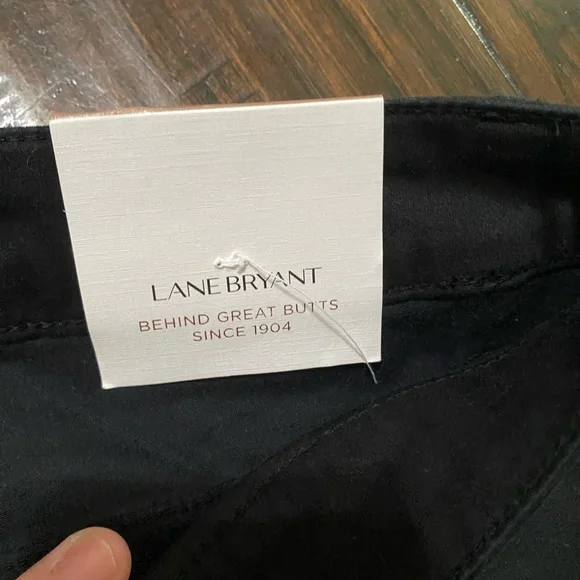 LANE BRYANT
BEHIND GREAT BUTTS
SINCE 1904